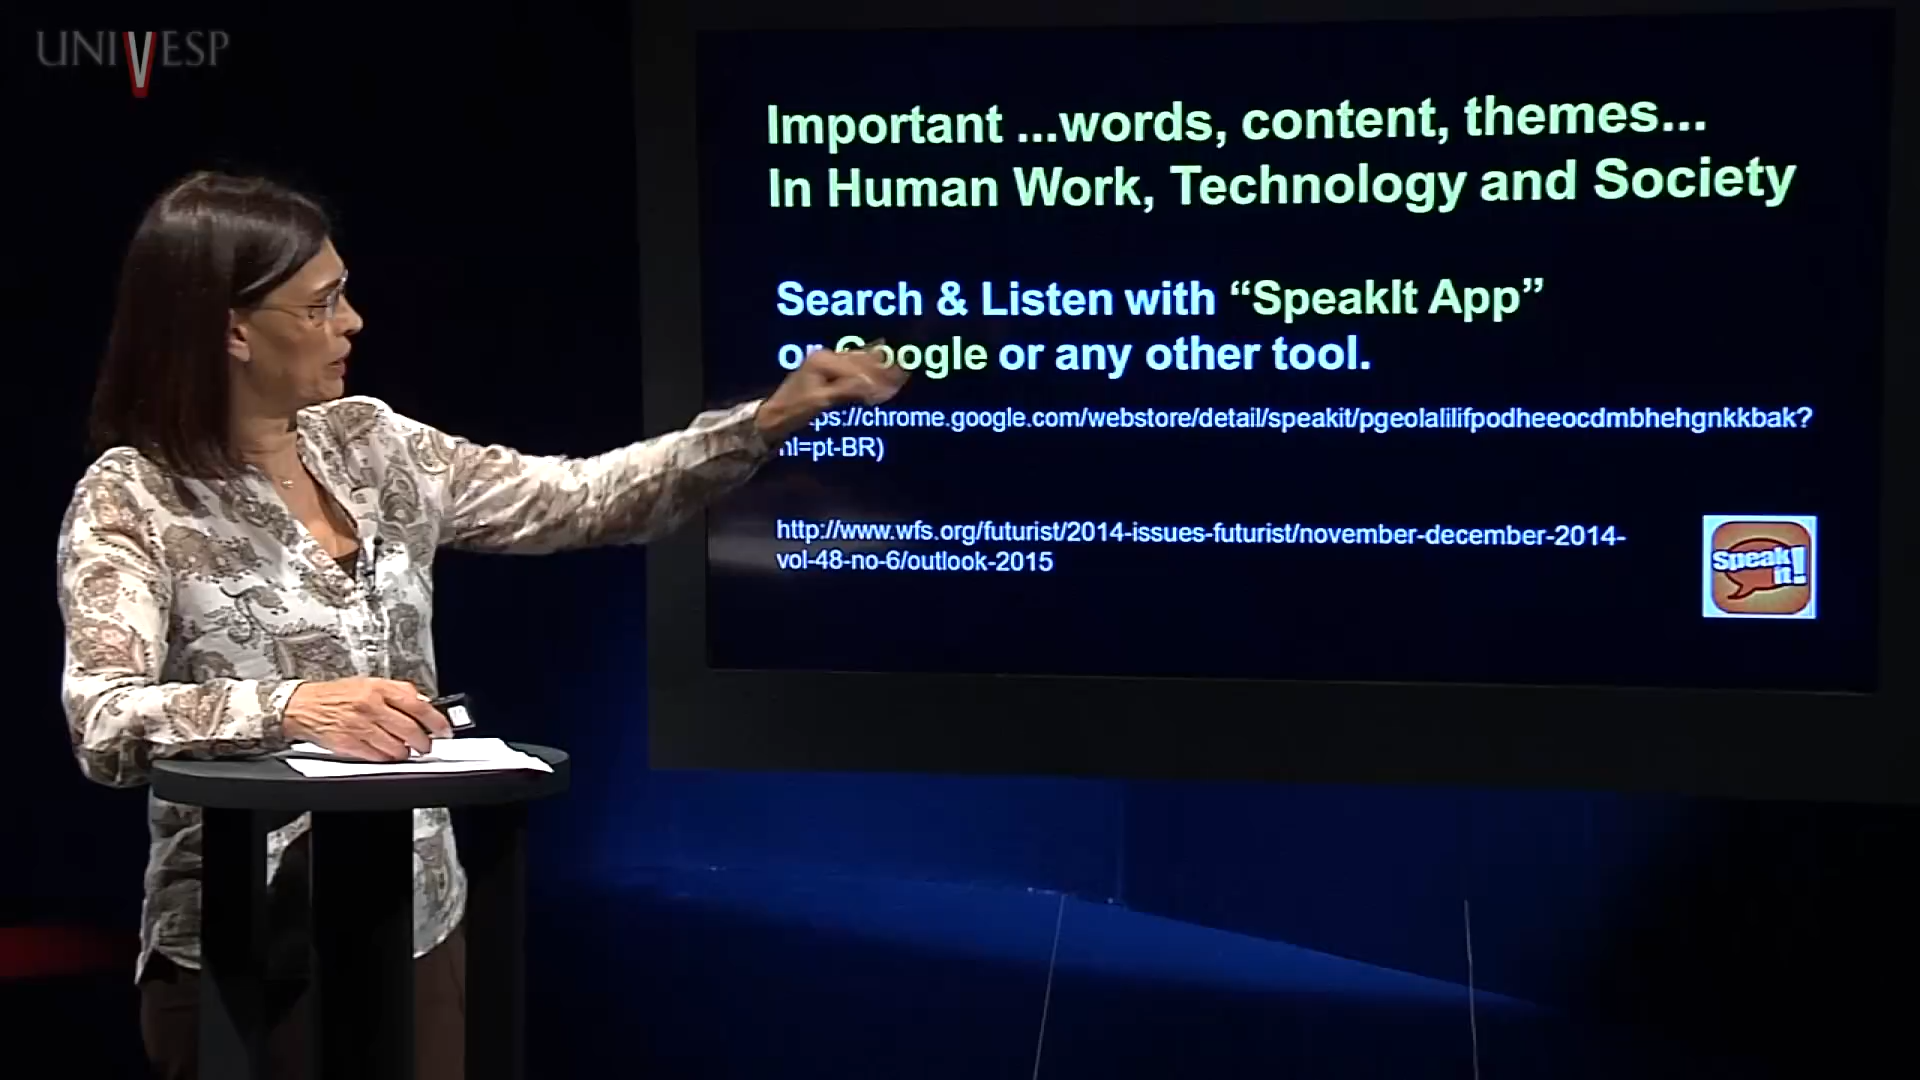 UNIVESP
Important ...words, content, themes...
In Human Work, Technology and Society
Search & Listen with “SpeakIt App”
or Google or any other tool.
ps://chrome.google.com/webstore/detail/speakit/pgeolalilifpodheeocdmbhehgnkkbak?
hl=pt-BR)
http://www.wfs.org/futurist/2014-issues-futurist/november-december-2014-
vol-48-no-6/outlook-2015
Speak
it!